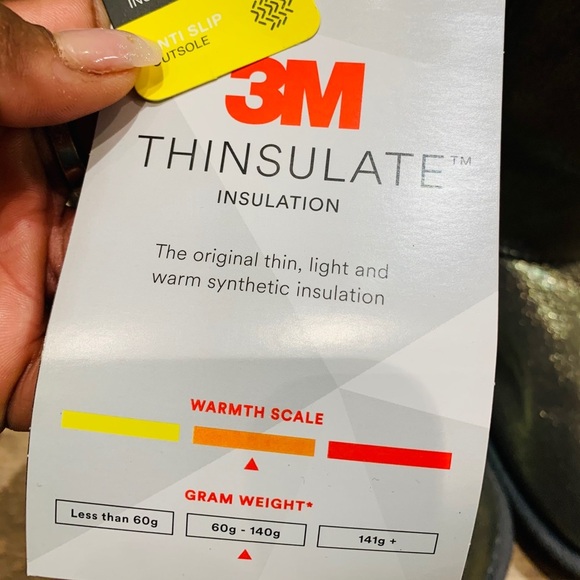 NTI SLIP
OUTSOLE
3M
THINSULATE™
INSULATION
The original thin, light and
warm synthetic insulation
WARMTH SCALE
GRAM WEIGHT*
Less than 60g
60g - 140g
141g +